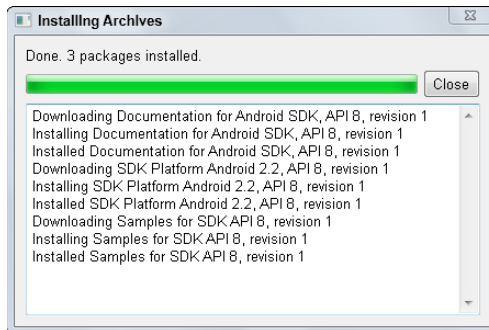 Installing Archives
Done. 3 packages installed.
Close
Downloading Documentation for Android SDK, API 8, revision 1
Installing Documentation for Android SDK, API 8, revision 1
Installed Documentation for Android SDK, API 8, revision 1
Downloading SDK Platform Android 2.2, API 8, revision 1
Installing SDK Platform Android 2.2, API 8, revision 1
Installed SDK Platform Android 2.2, API 8, revision 1
Downloading Samples for SDK API 8, revision 1
Installing Samples for SDK API 8, revision 1
Installed Samples for SDK API 8, revision 1